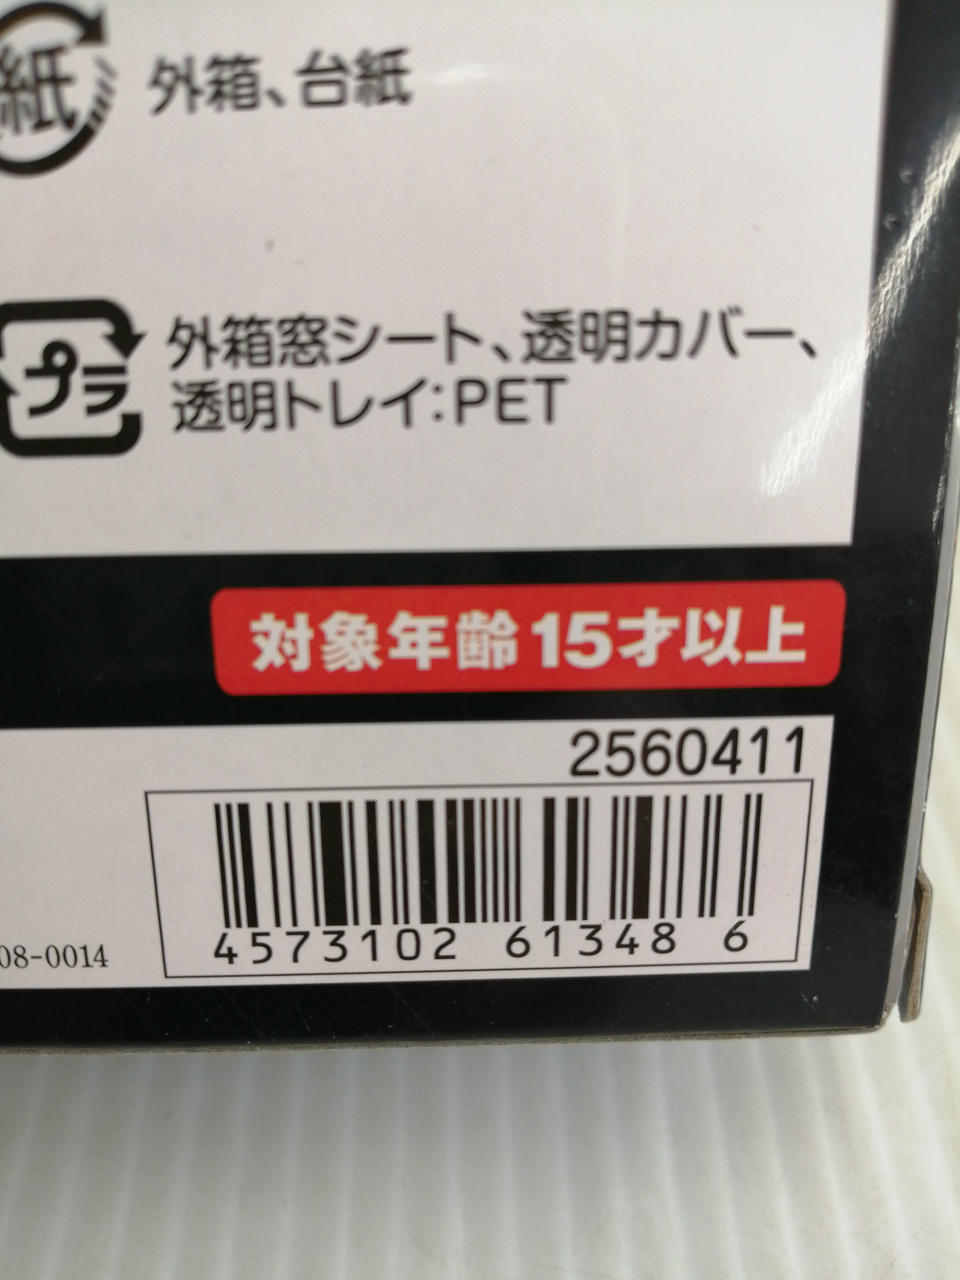 紙 外箱、台紙
プラ 外箱窓シート、透明カバー、
透明トレイ:PET
対象年齢15才以上
2560411
4573102 61348 6
08-0014